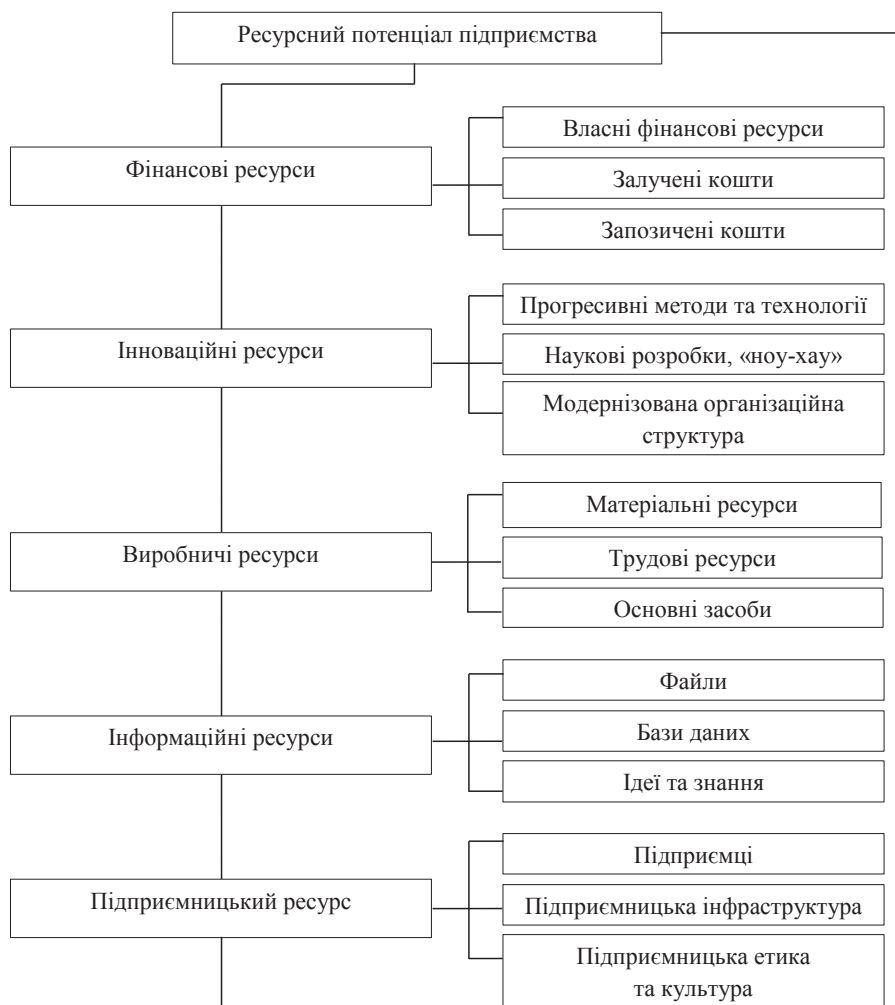 Ресурсний потенціал підприємства
Фінансові ресурси
Власні фінансові ресурси
Залучені кошти
Запозичені кошти
Інноваційні ресурси
Прогресивні методи та технології
Наукові розробки, «ноу-хау»
Модернізована організаційна
структура
Виробничі ресурси
Матеріальні ресурси
Трудові ресурси
Основні засоби
Інформаційні ресурси
Файли
Бази даних
Ідеї та знання
Підприємницький ресурс
Підприємці
Підприємницька інфраструктура
Підприємницька етика
та культура